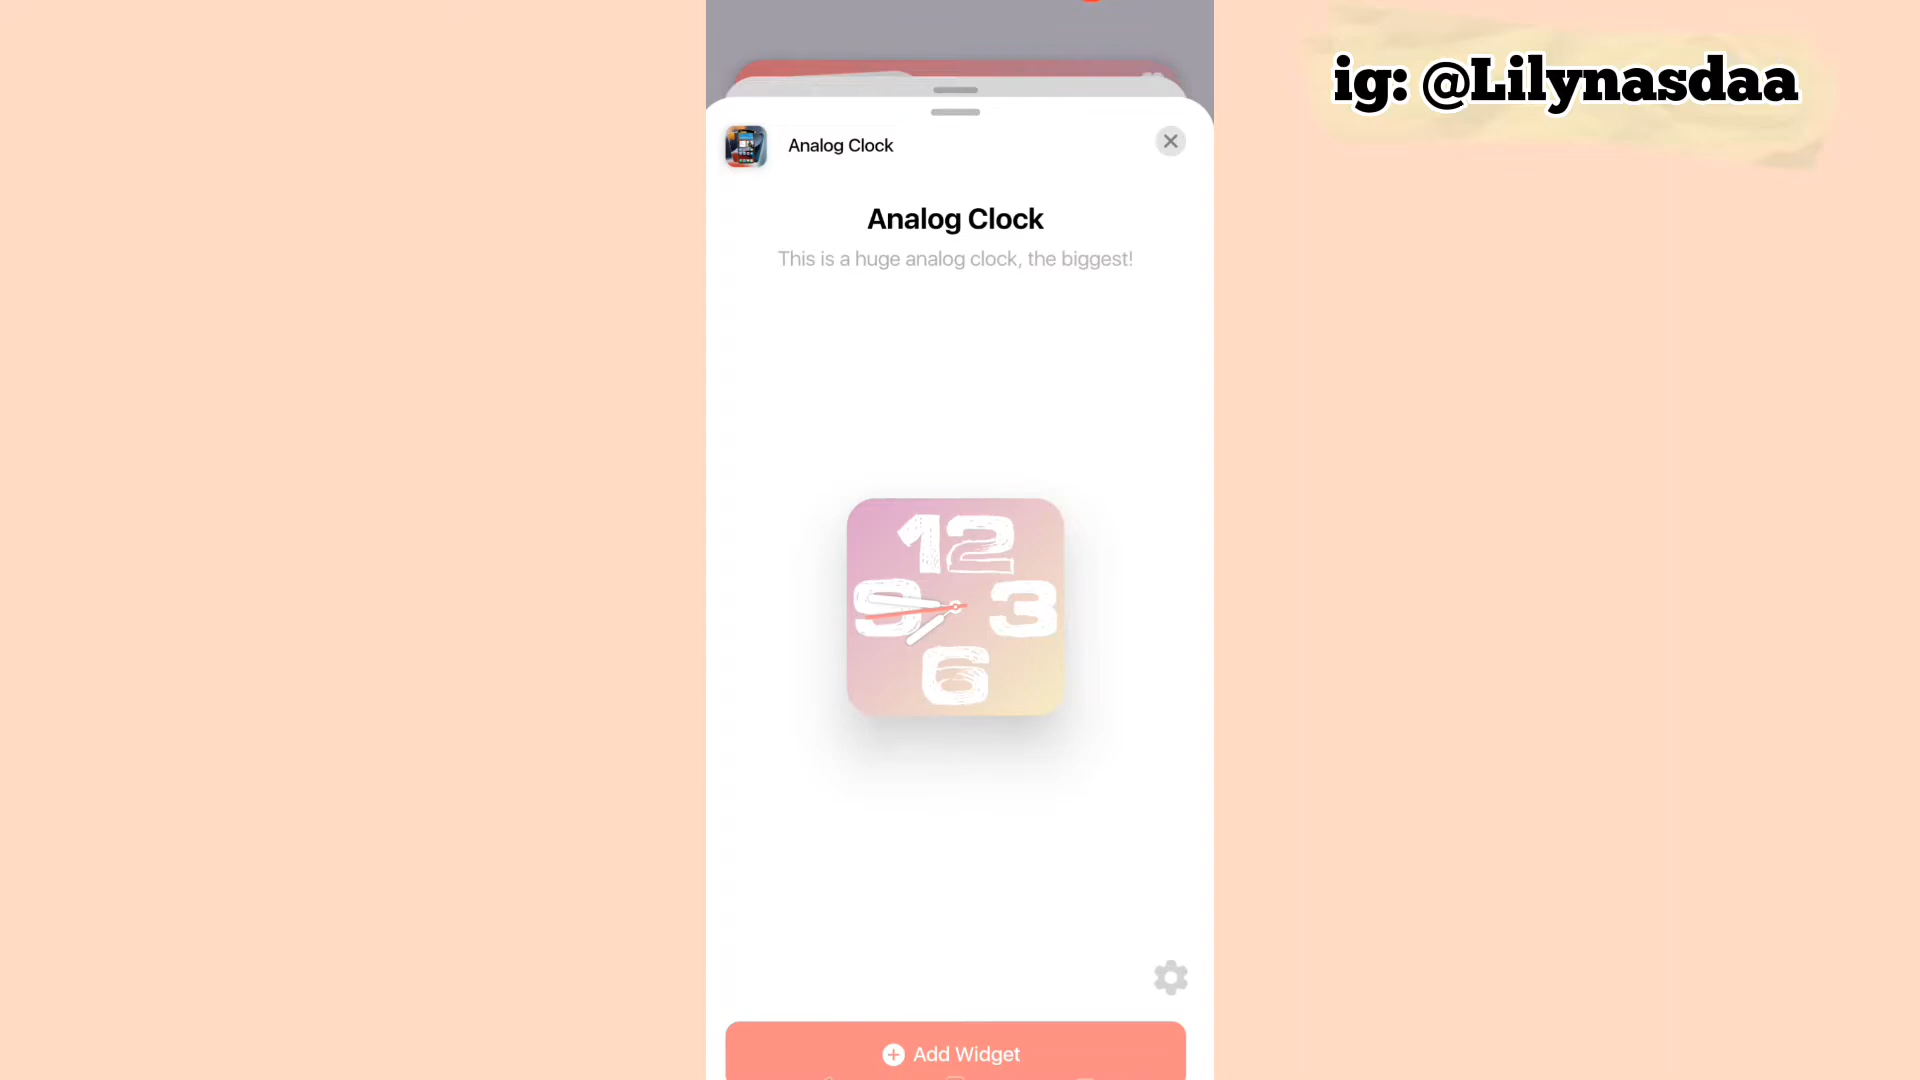 ig: @Lilynasdaa
Analog Clock
Analog Clock
This is a huge analog clock, the biggest!
12
9
3
6
Add Widget